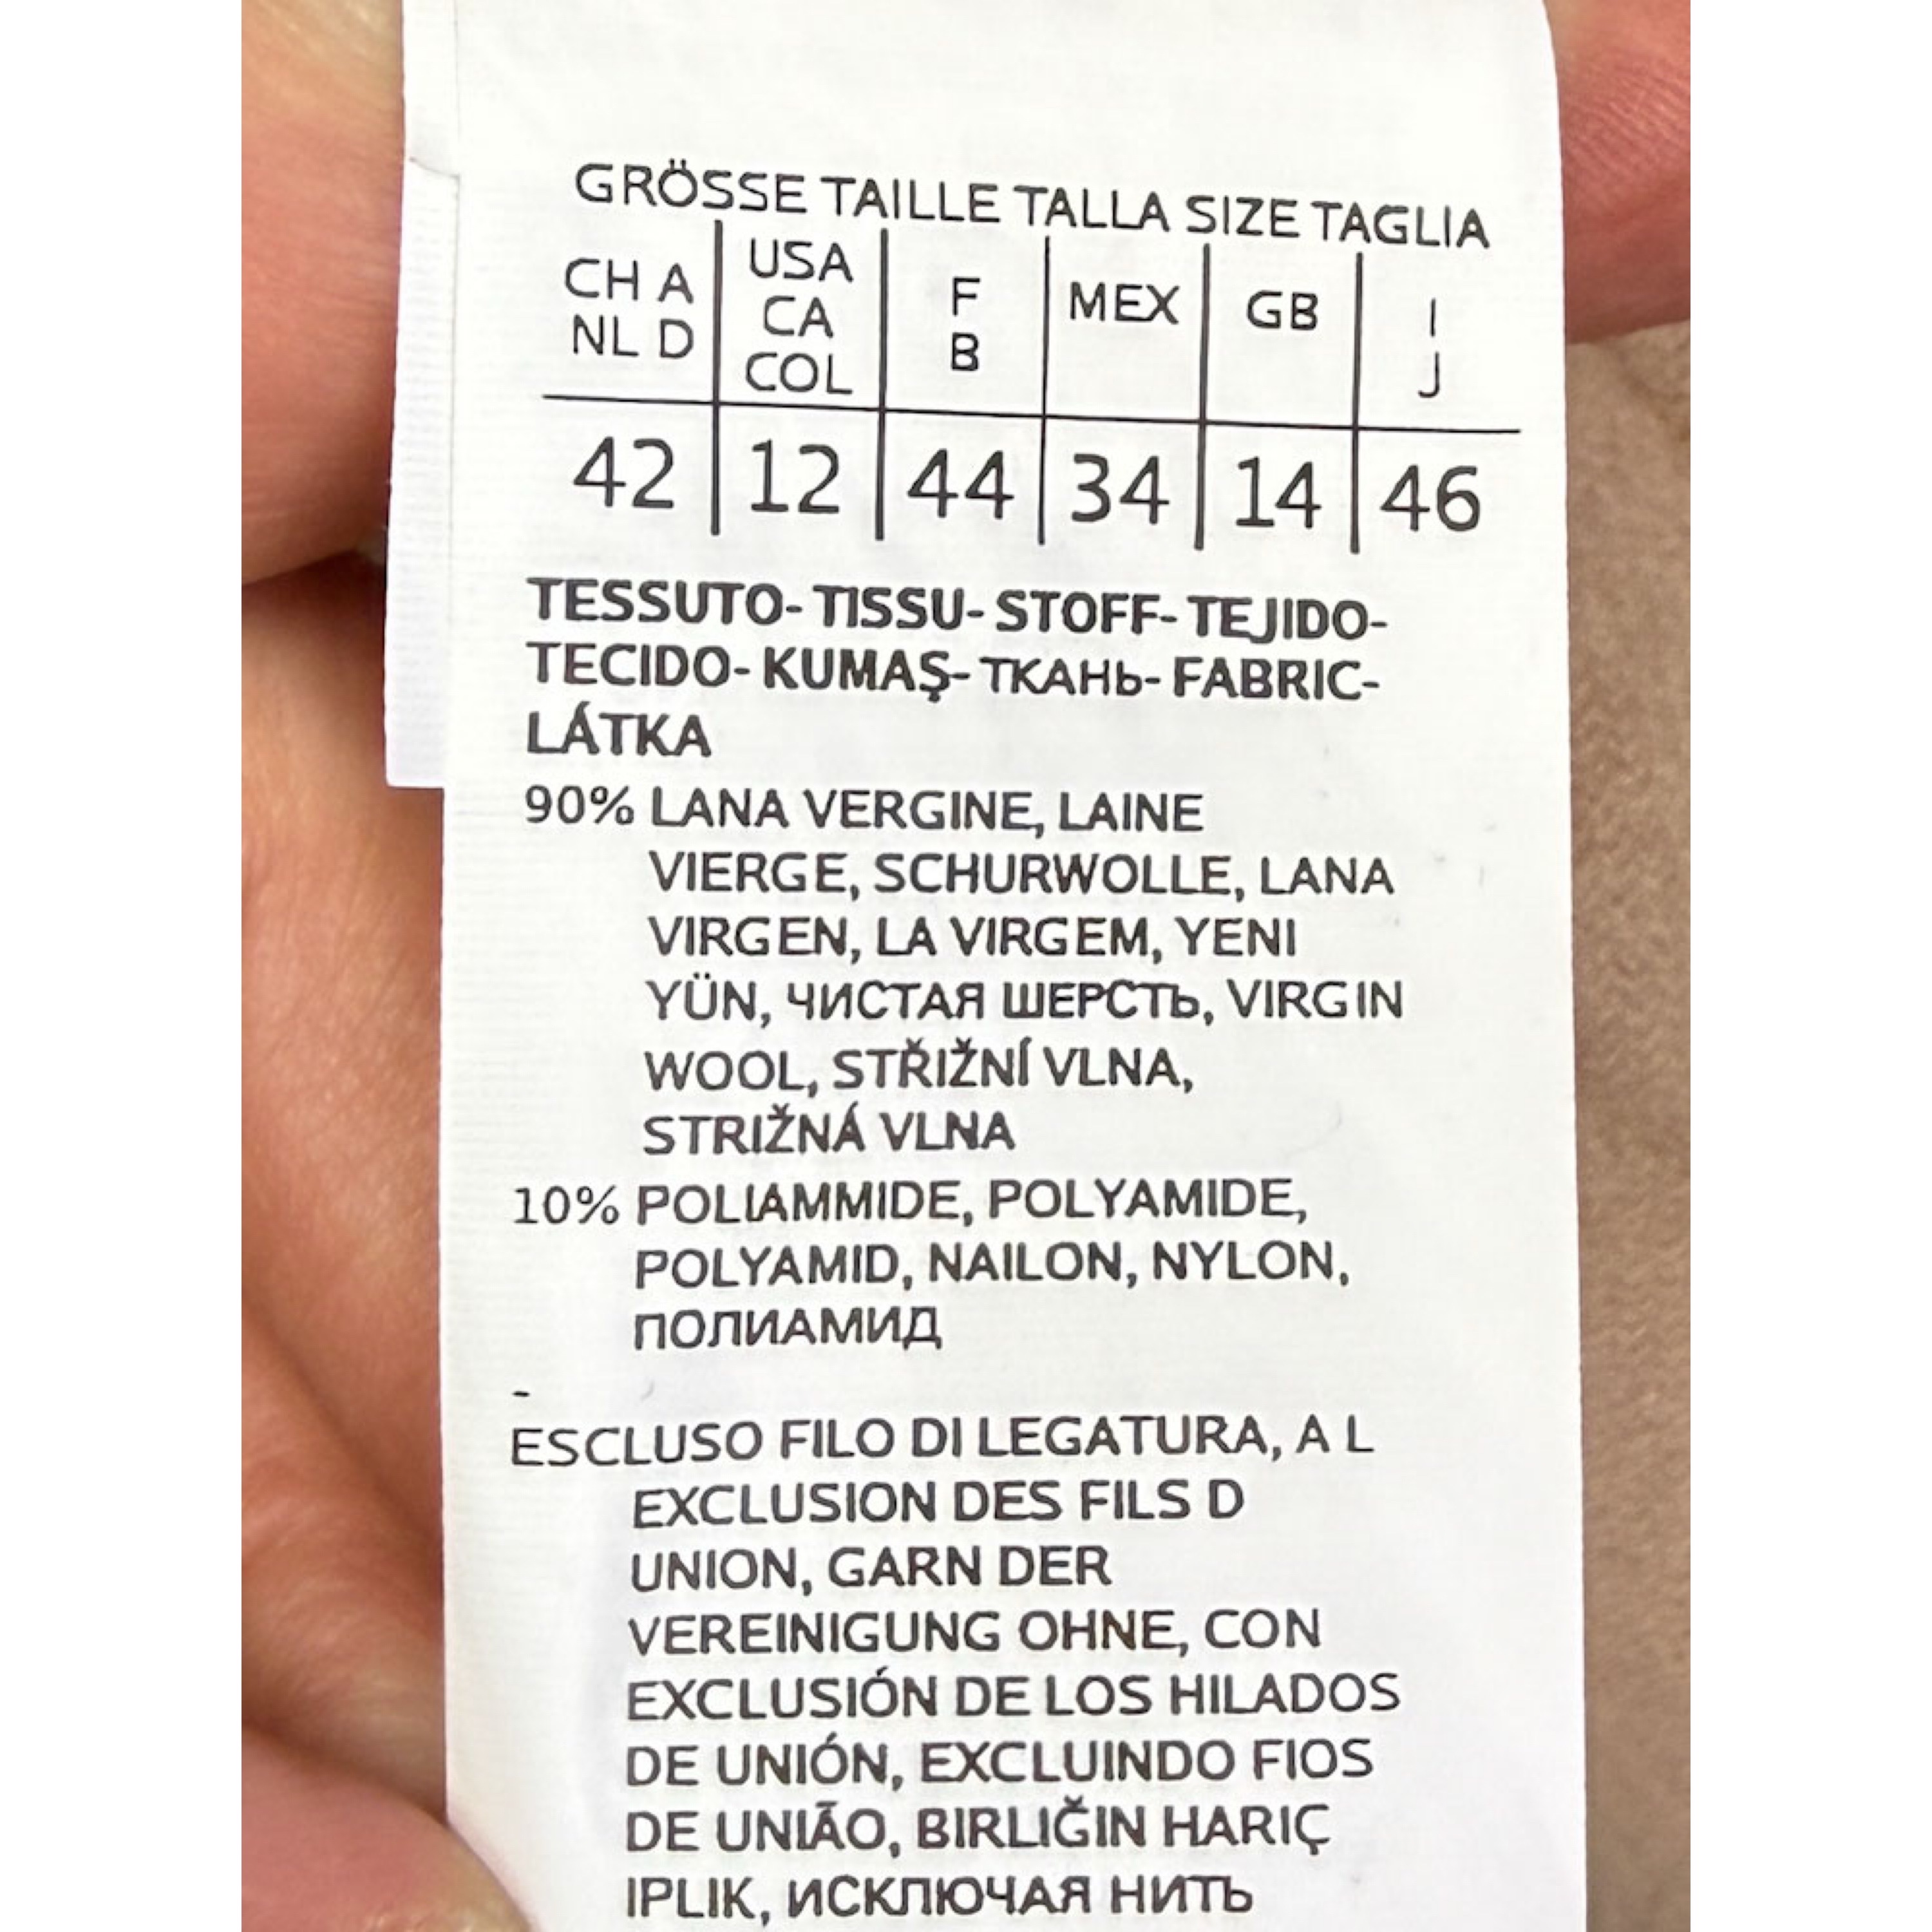 GRÖSSE TAILLE TALLA SIZE TAGLIA
CH A NL D | USA CA COL | F B | MEX | GB | I J
42 | 12 | 44 | 34 | 14 | 46
TESSUTO- TISSU- STOFF- TEJIDO-
TECIDO- KUMAŞ- ТКАНЬ- FABRIC-
LÁTKA
90% LANA VERGINE, LAINE
VIERGE, SCHURWOLLE, LANA
VIRGEN, LA VIRGEM, YENI
YÜN, ЧИСТАЯ ШЕРСТЬ, VIRGIN
WOOL, STŘIŽNÍ VLNA,
STRIŽNÁ VLNA
10% POLIAMMIDE, POLYAMIDE,
POLYAMID, NAILON, NYLON,
ПОЛИАМИД
-
ESCLUSO FILO DI LEGATURA, A L
EXCLUSION DES FILS D
UNION, GARN DER
VEREINIGUNG OHNE, CON
EXCLUSIÓN DE LOS HILADOS
DE UNIÓN, EXCLUINDO FIOS
DE UNIÃO, BIRLIĞIN HARIÇ
IPLIK, ИСКЛЮЧАЯ НИТЬ